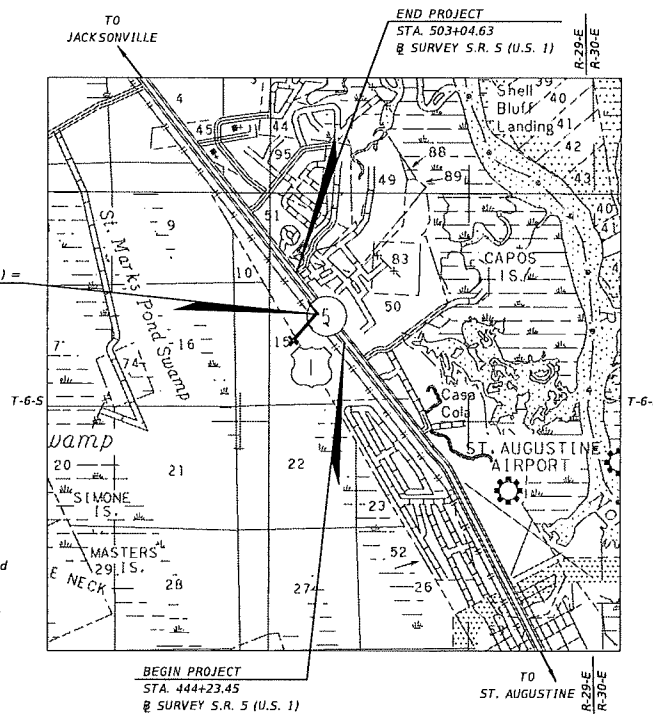 TO
JACKSONVILLE
END PROJECT
STA. 503+04.63
℄ SURVEY S.R. 5 (U.S. 1)
R-29-E
R-30-E
4
3
39
Shell
40
Bluff
Landing
41
42
43
45
44
95
88
49
89
40
41
51
9
St. Marks
Pond Swamp
10
83
CAPOS
IS.
50
) =
5
15
16
1
7
74
T-6-S
T-6-S
Casa
Cola
wamp
20
21
22
ST. AUGUSTINE
AIRPORT
SIMONE
IS.
23
MASTERS
IS.
29
52
E NECK
28
27
26
d
BEGIN PROJECT
STA. 444+23.45
℄ SURVEY S.R. 5 (U.S. 1)
TO
ST. AUGUSTINE
R-29-E
R-30-E